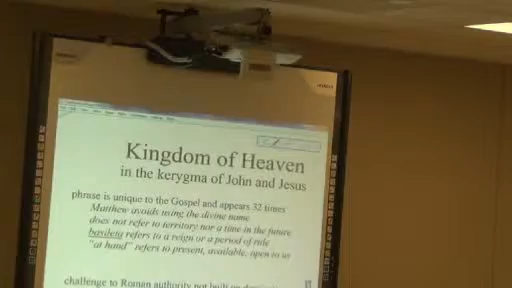 Kingdom of Heaven
in the kerygma of John and Jesus
phrase is unique to the Gospel and appears 32 times
Matthew avoids using the divine name
does not refer to territory nor a time in the future
basileia refers to a reign or a period of rule
"at hand" refers to present, available, open to us
challenge to Roman authority not built on